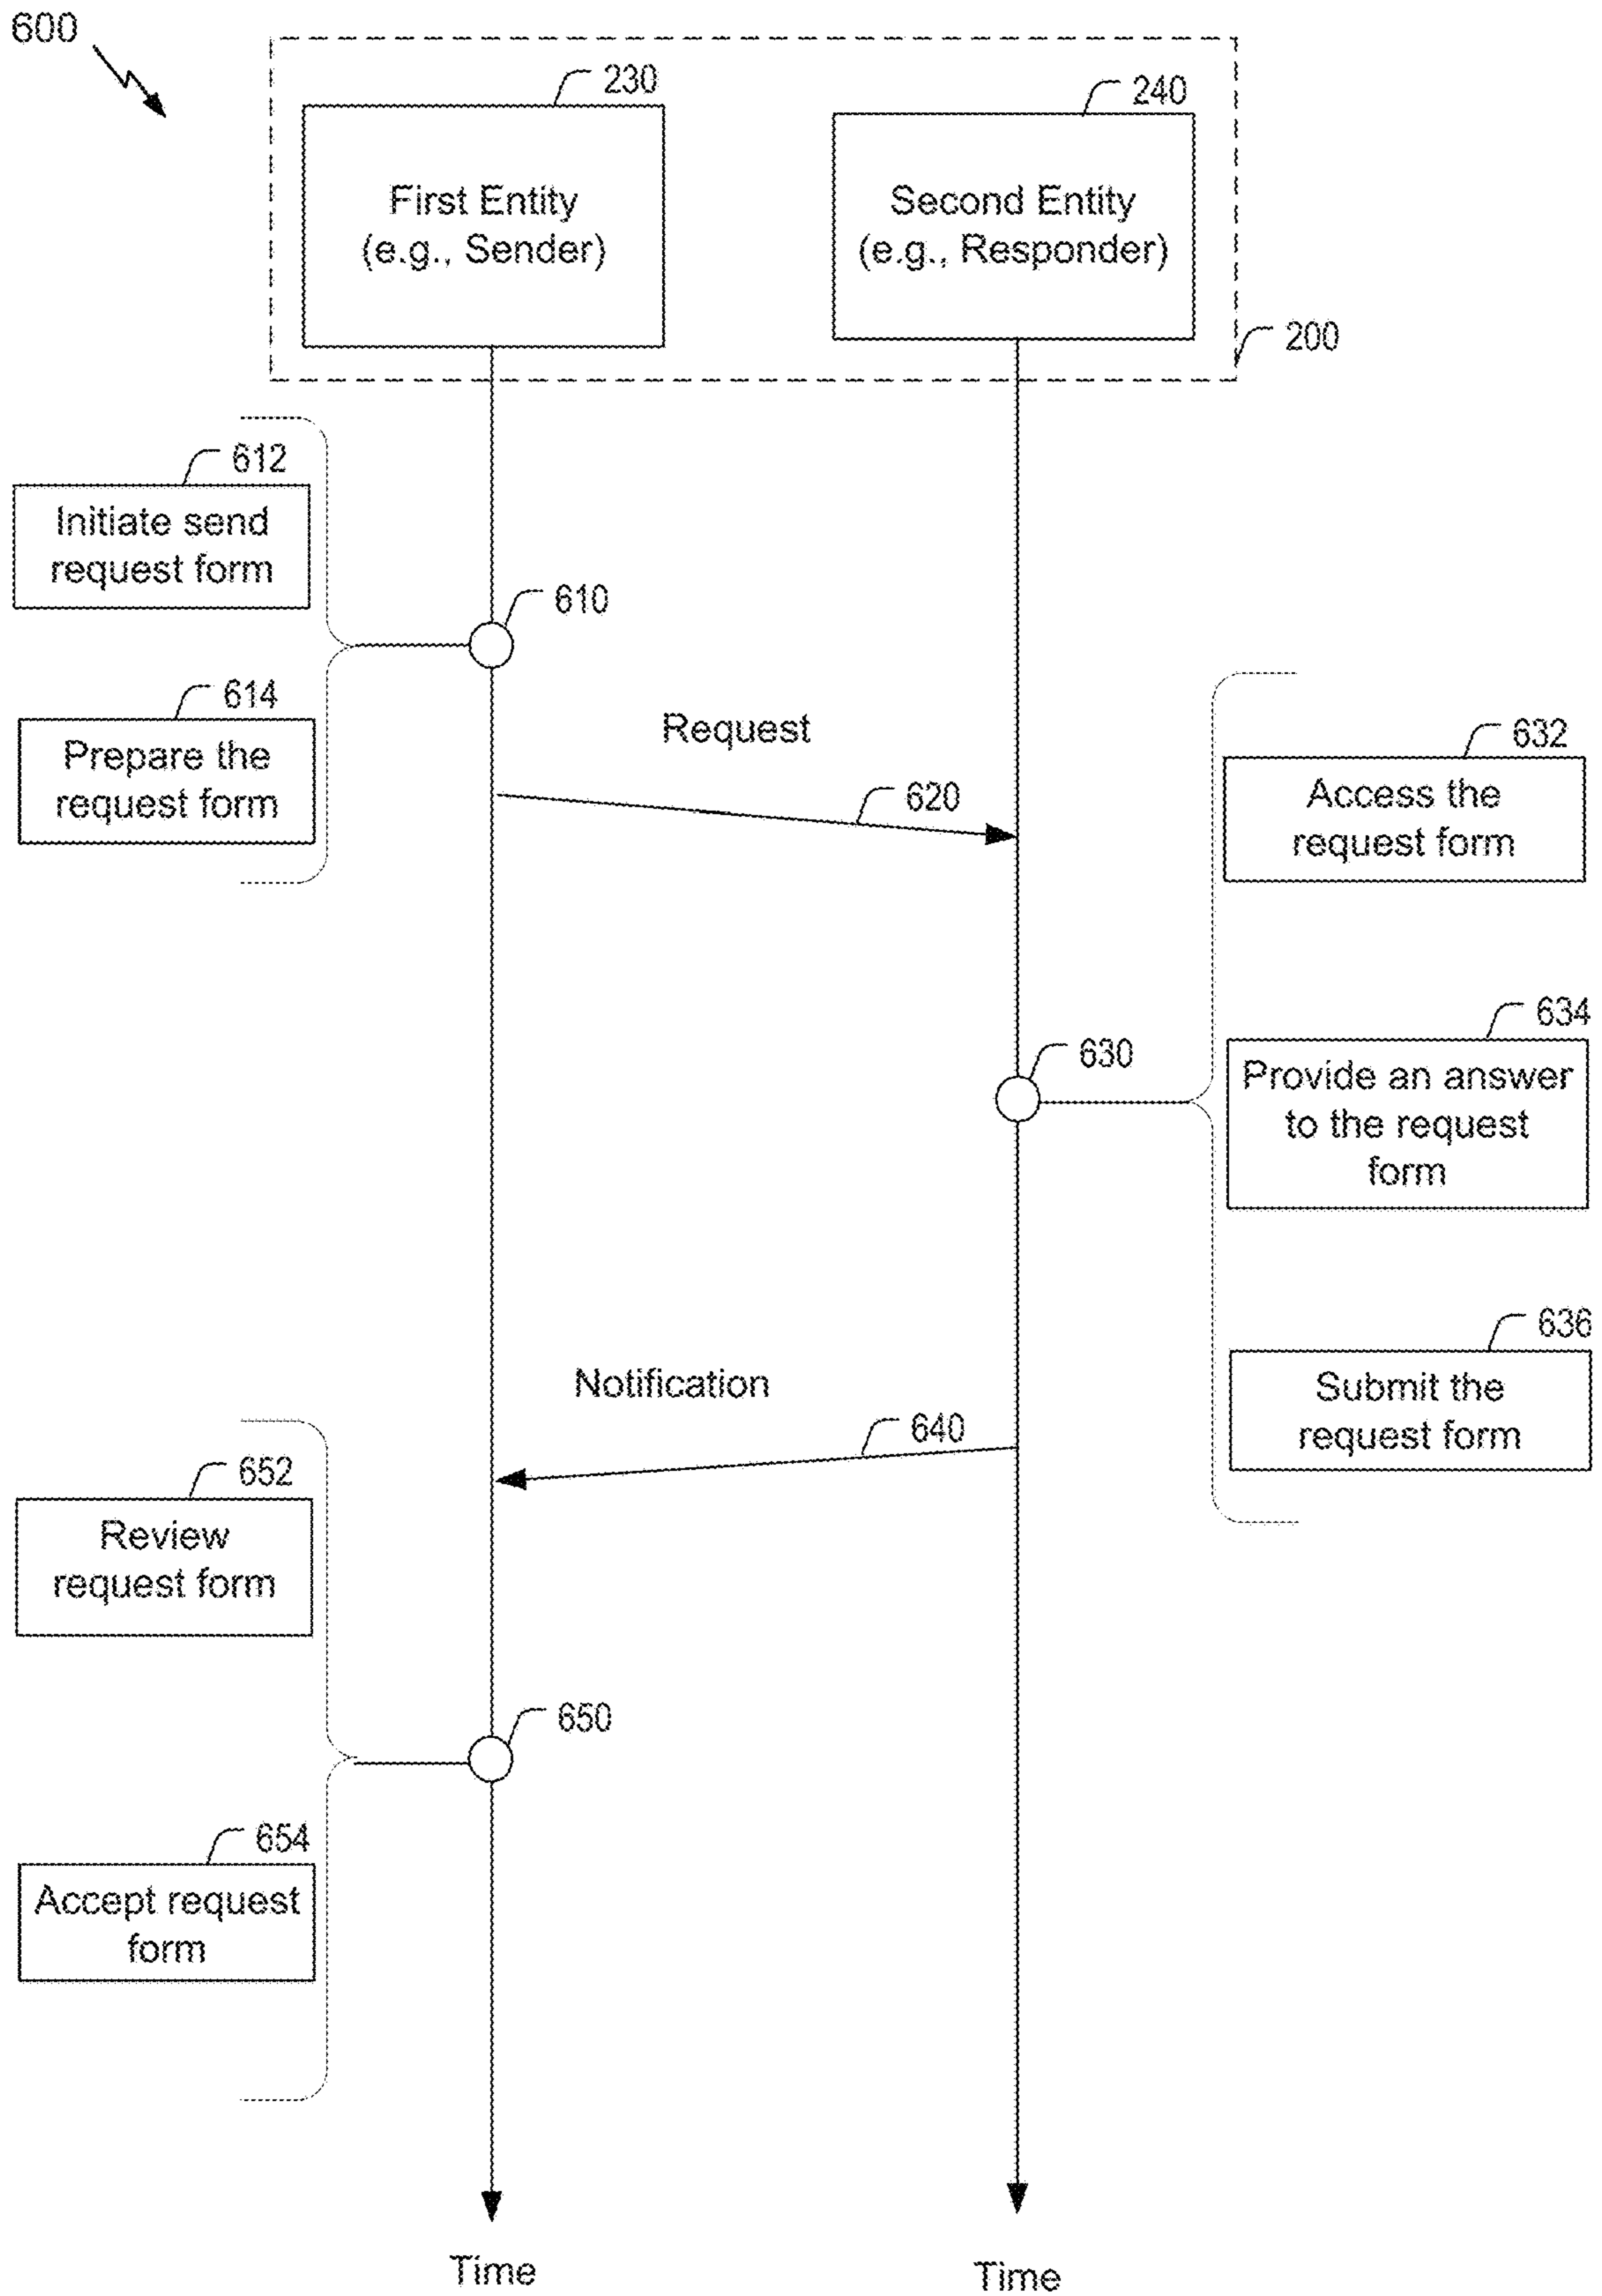 600
230
240
First Entity
(e.g., Sender)
Second Entity
(e.g., Responder)
200
612
Initiate send
request form
610
614
Prepare the
request form
Request
620
632
Access the
request form
634
Provide an answer
to the request
form
630
636
Submit the
request form
Notification
640
652
Review
request form
650
654
Accept request
form
Time
Time